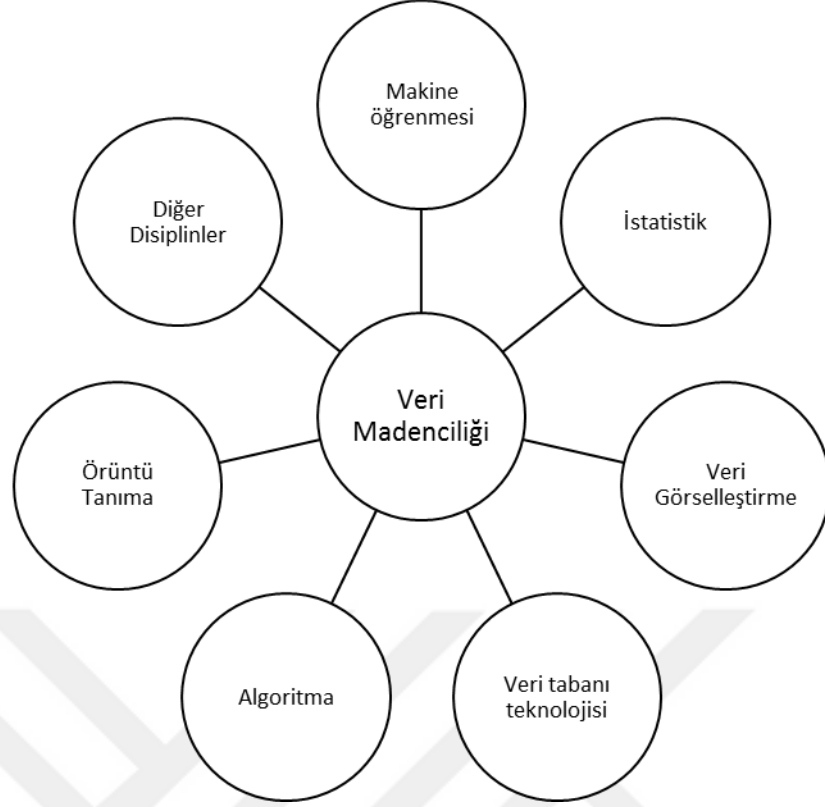 Makine
öğrenmesi
İstatistik
Veri
Görselleştirme
Veri tabanı
teknolojisi
Algoritma
Örüntü
Tanıma
Diğer
Disiplinler
Veri
Madenciliği